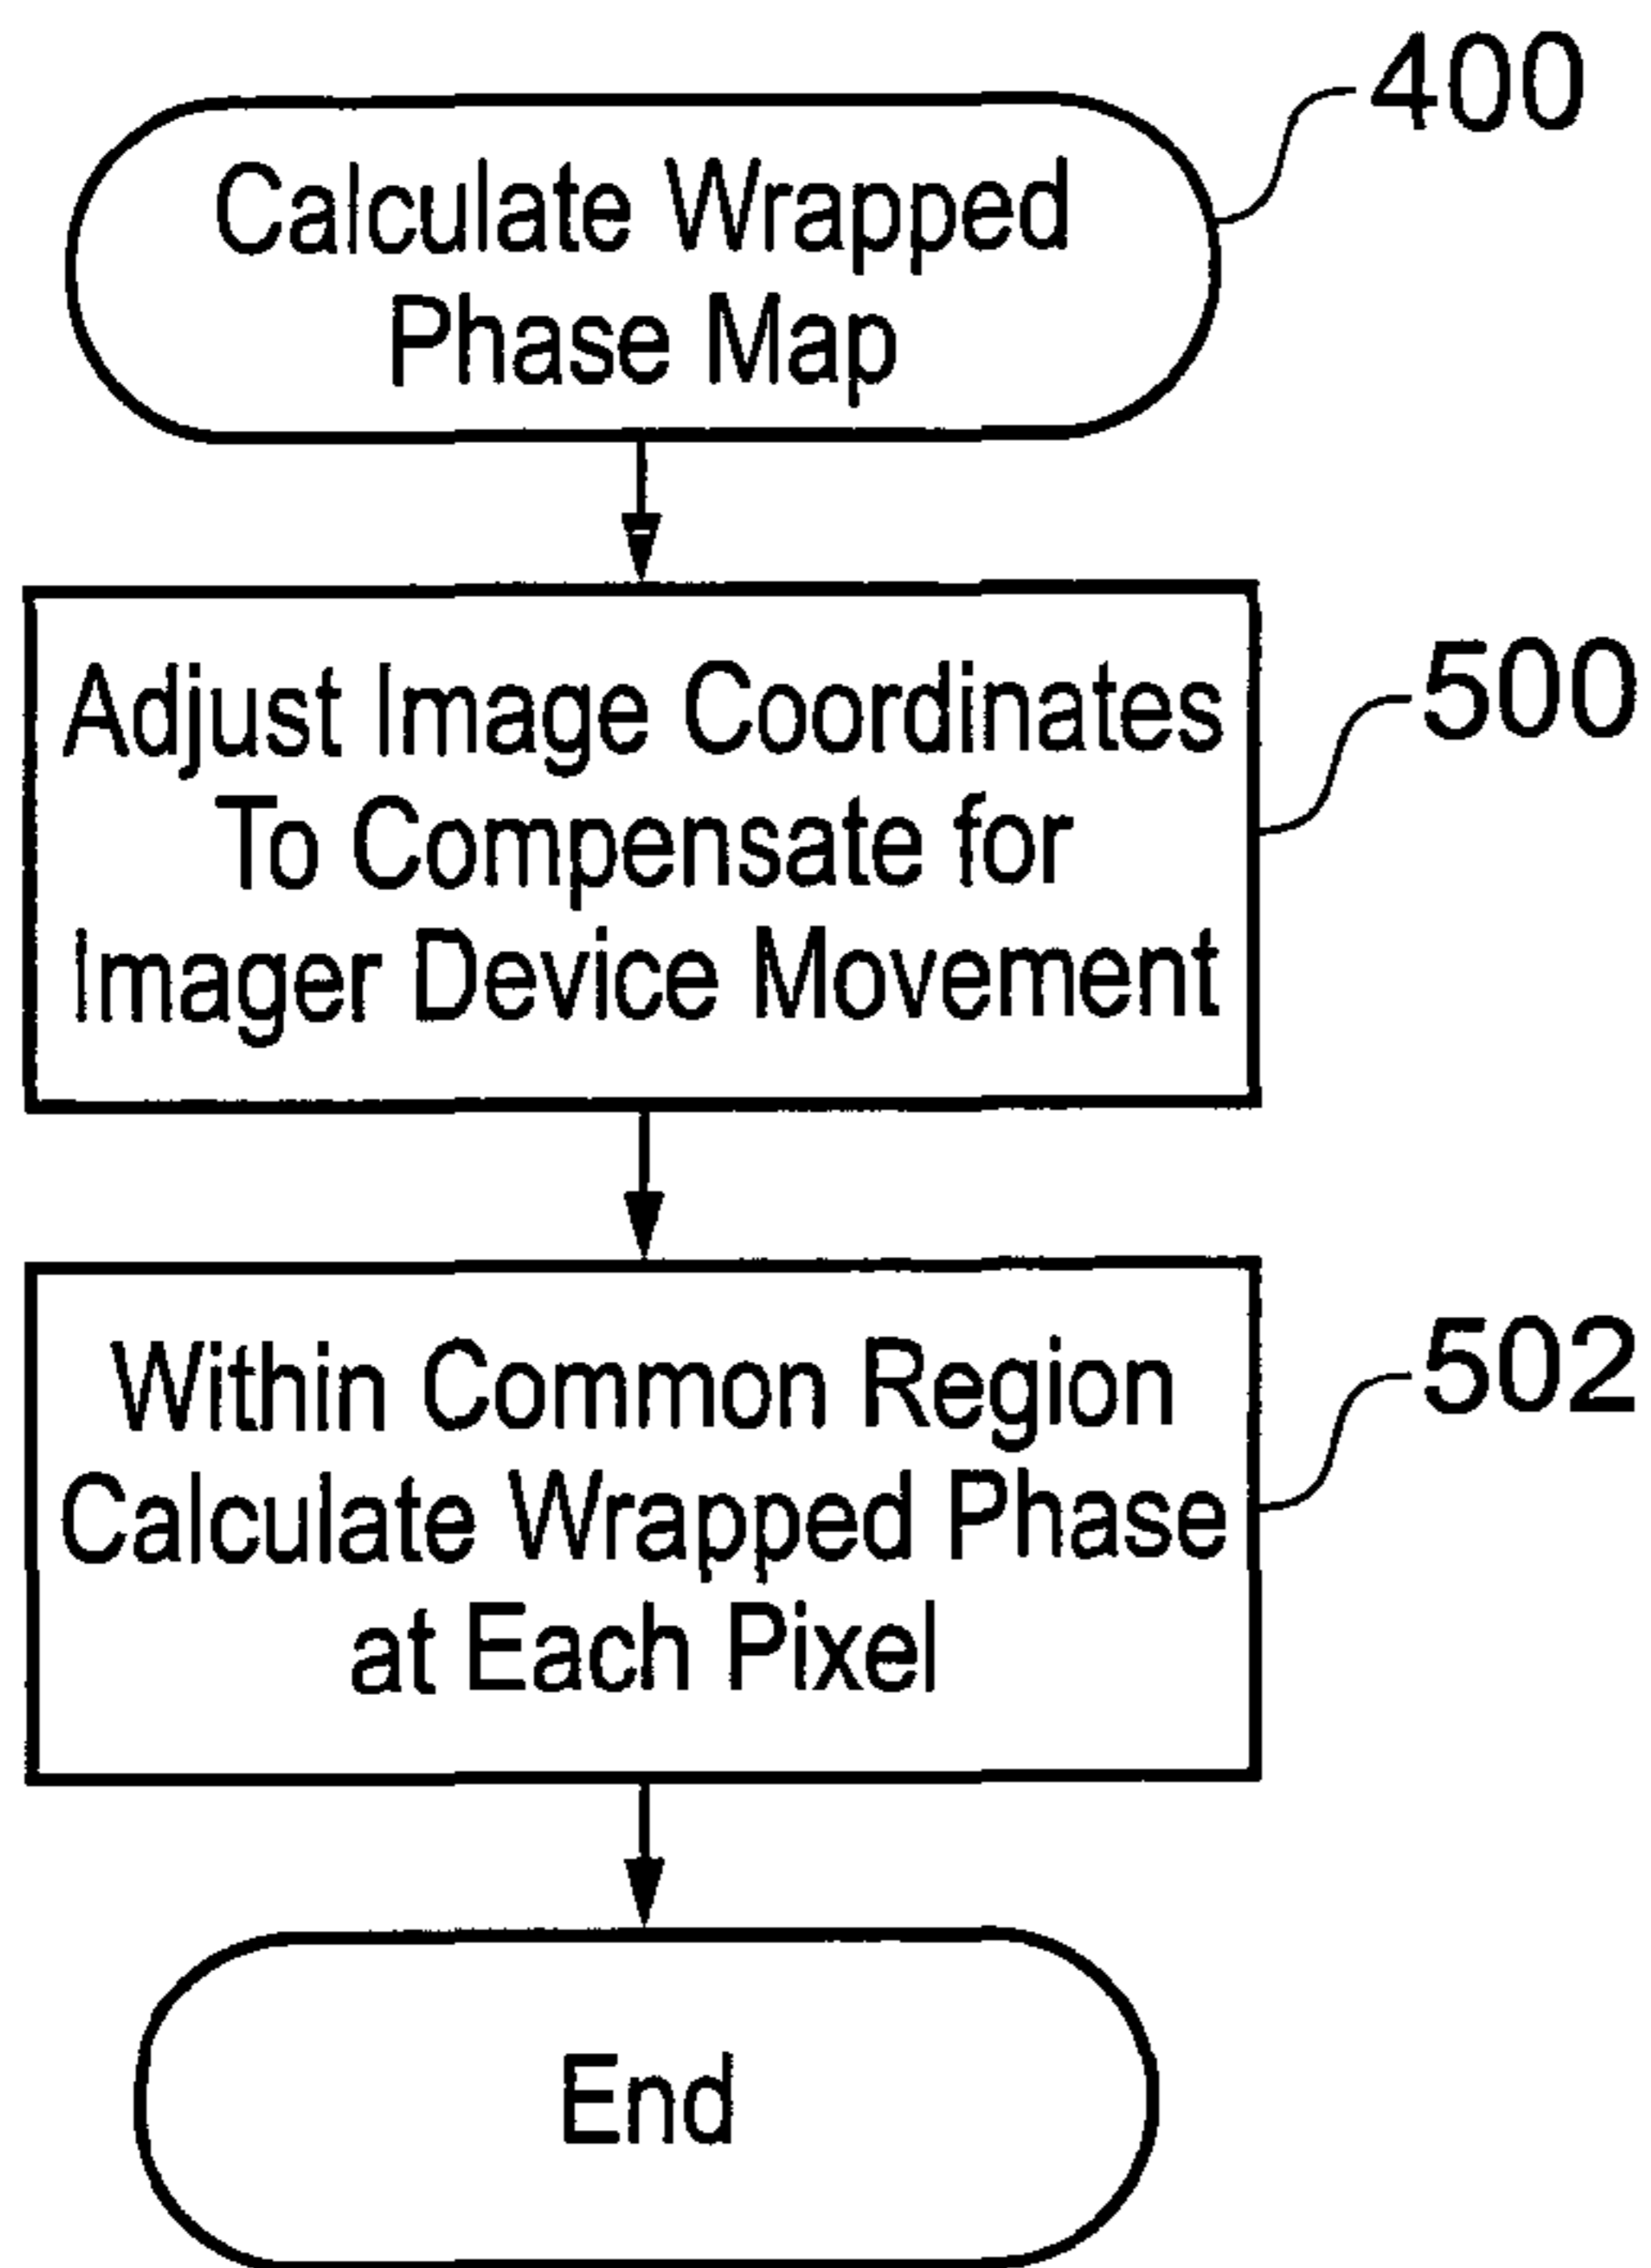 400
Calculate Wrapped
Phase Map
Adjust Image Coordinates
To Compensate for
Imager Device Movement
500
Within Common Region
Calculate Wrapped Phase
at Each Pixel
502
End